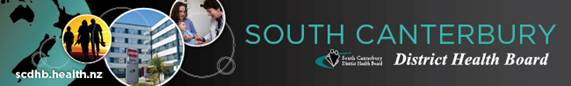 SOUTH CANTERBURY
South Canterbury
District Health Board
District Health Board
scdhb.health.nz